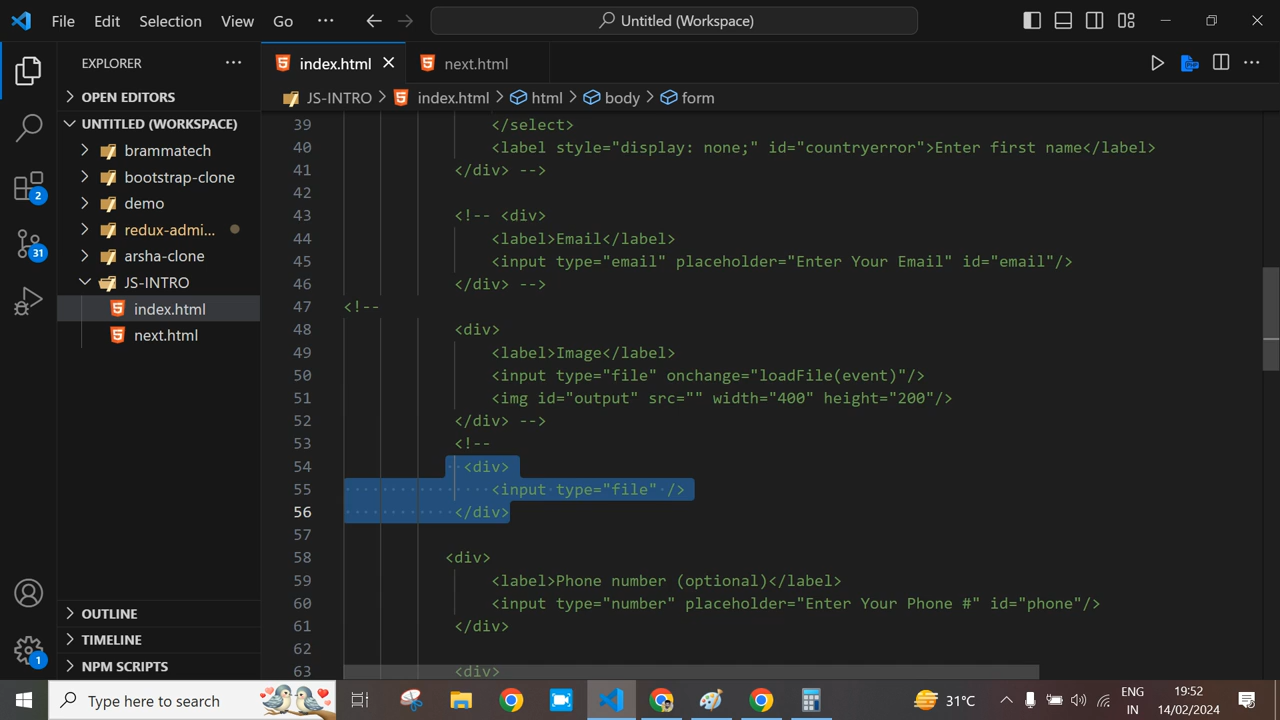 File Edit Selection View Go ··· Untitled (Workspace)
EXPLORER ···
OPEN EDITORS
UNTITLED (WORKSPACE)
brammatech
bootstrap-clone
demo
redux-admi...
arsha-clone
JS-INTRO
index.html
next.html
OUTLINE
TIMELINE
NPM SCRIPTS
2
31
1
index.html next.html
JS-INTRO > index.html > html > body > form
39 </select>
40 <label style="display: none;" id="countryerror">Enter first name</label>
41 </div> -->
42
43 <!-- <div>
44 <label>Email</label>
45 <input type="email" placeholder="Enter Your Email" id="email"/>
46 </div> -->
47 <!--
48 <div>
49 <label>Image</label>
50 <input type="file" onchange="loadFile(event)"/>
51 <img id="output" src="" width="400" height="200"/>
52 </div> -->
53 <!--
54 <div>
55 <input type="file" />
56 </div>
57
58 <div>
59 <label>Phone number (optional)</label>
60 <input type="number" placeholder="Enter Your Phone #" id="phone"/>
61 </div>
62
63 <div>
Type here to search
31°C
ENG
IN
19:52
14/02/2024